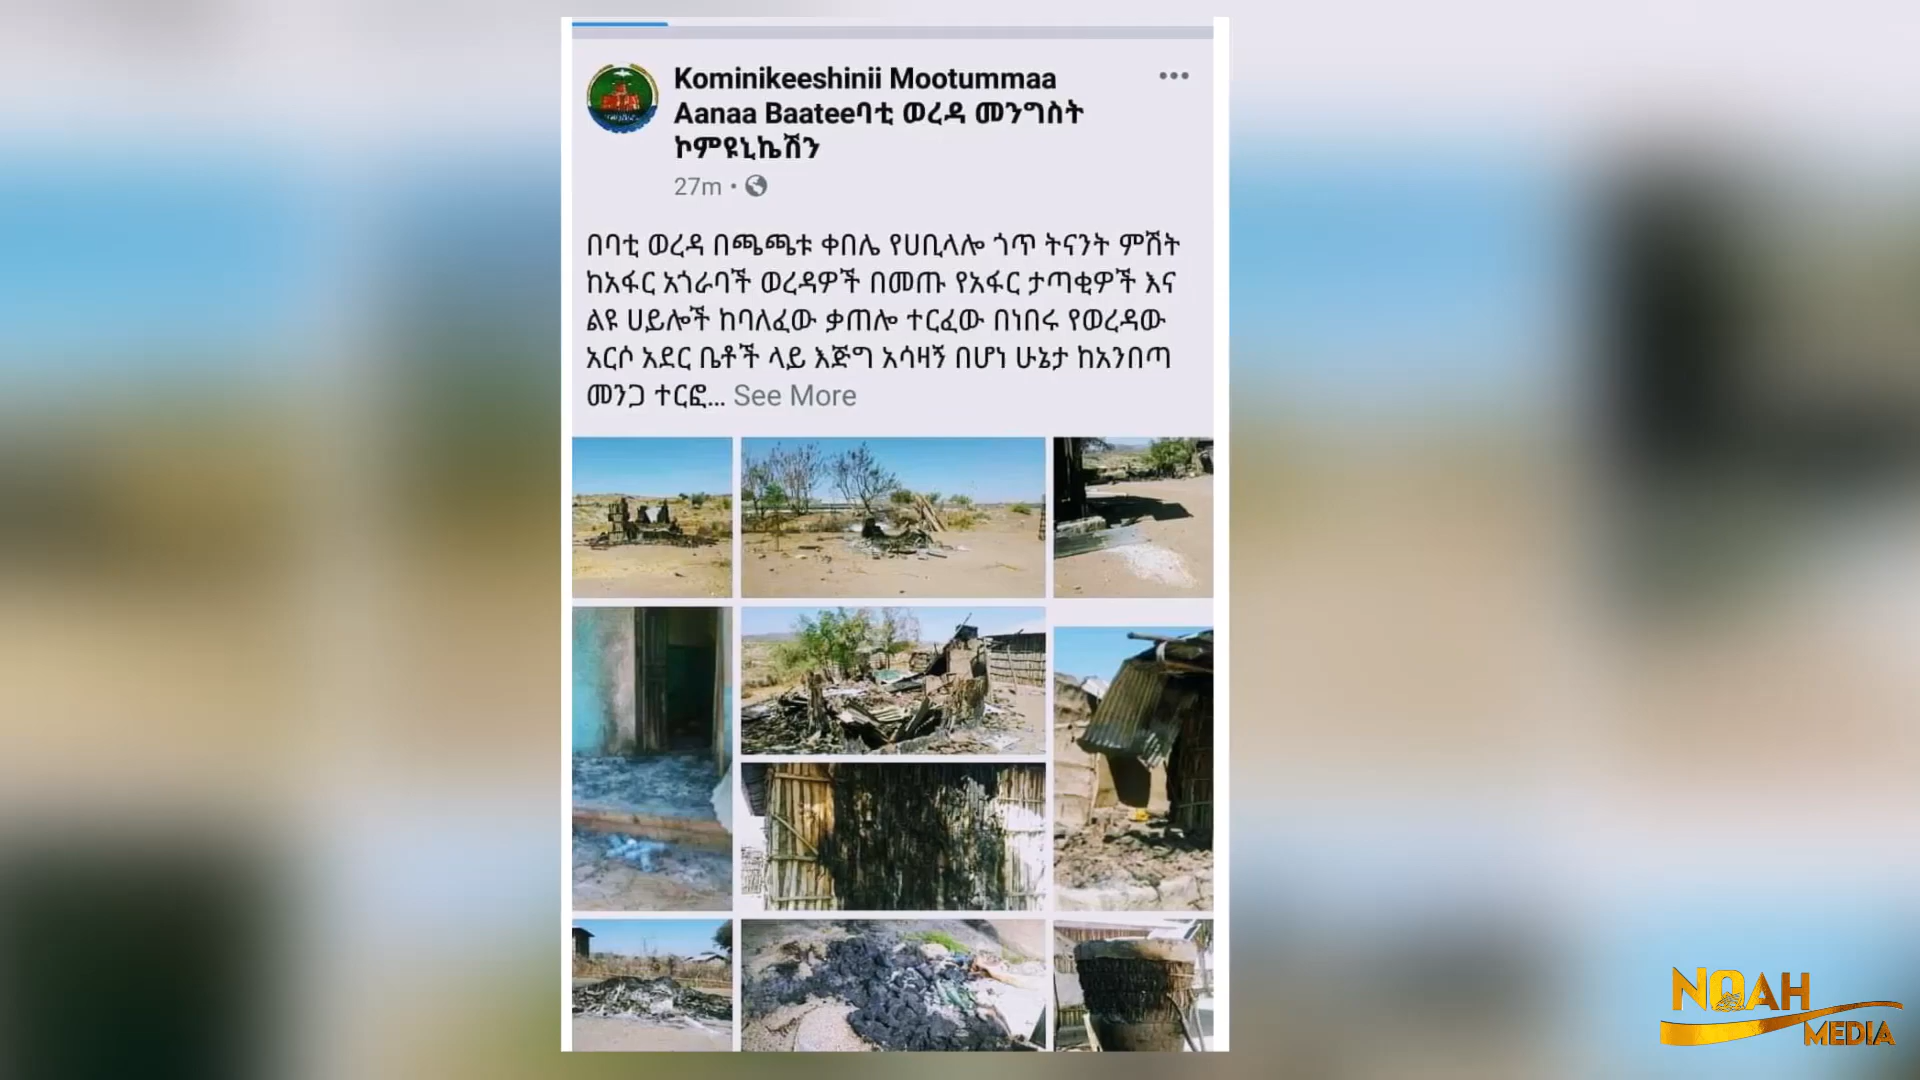 Kominikeeshinii Mootummaa
Aanaa Baateeባቲ ወረዳ መንግስት
ኮምዩኒኬሽን
27m •
በባቲ ወረዳ በጫጫቱ ቀበሌ የሀቢላሎ ጎጥ ትናንት ምሽት
ከአፋር አጎራባች ወረዳዎች በመጡ የአፋር ታጣቂዎች እና
ልዩ ሀይሎች ከባለፈው ቃጠሎ ተርፈው በነበሩ የወረዳው
አርሶ አደር ቤቶች ላይ እጅግ አሳዛኝ በሆነ ሁኔታ ከአንበጣ
መንጋ ተርፎ... See More
NOAH
MEDIA